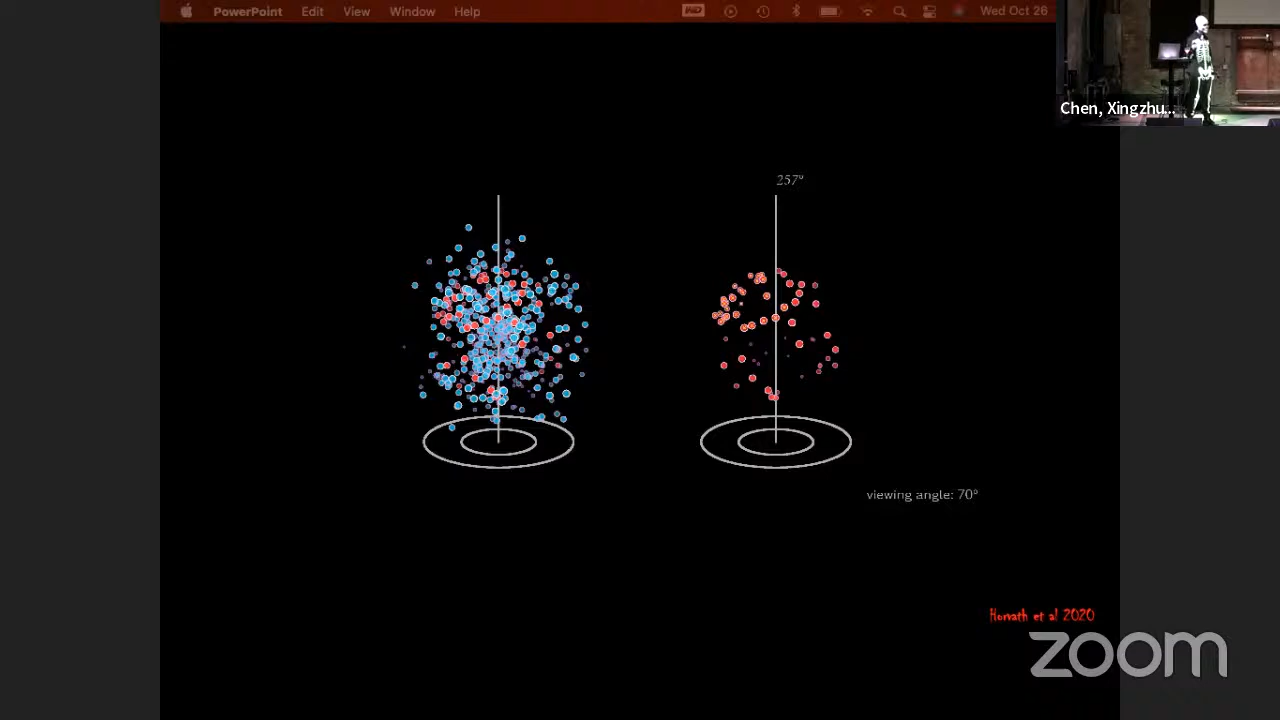 PowerPoint Edit View Window Help HD Wed Oct 26
Chen, Xingzhu...
257°
viewing angle: 70°
Horvath et al 2020
zoom